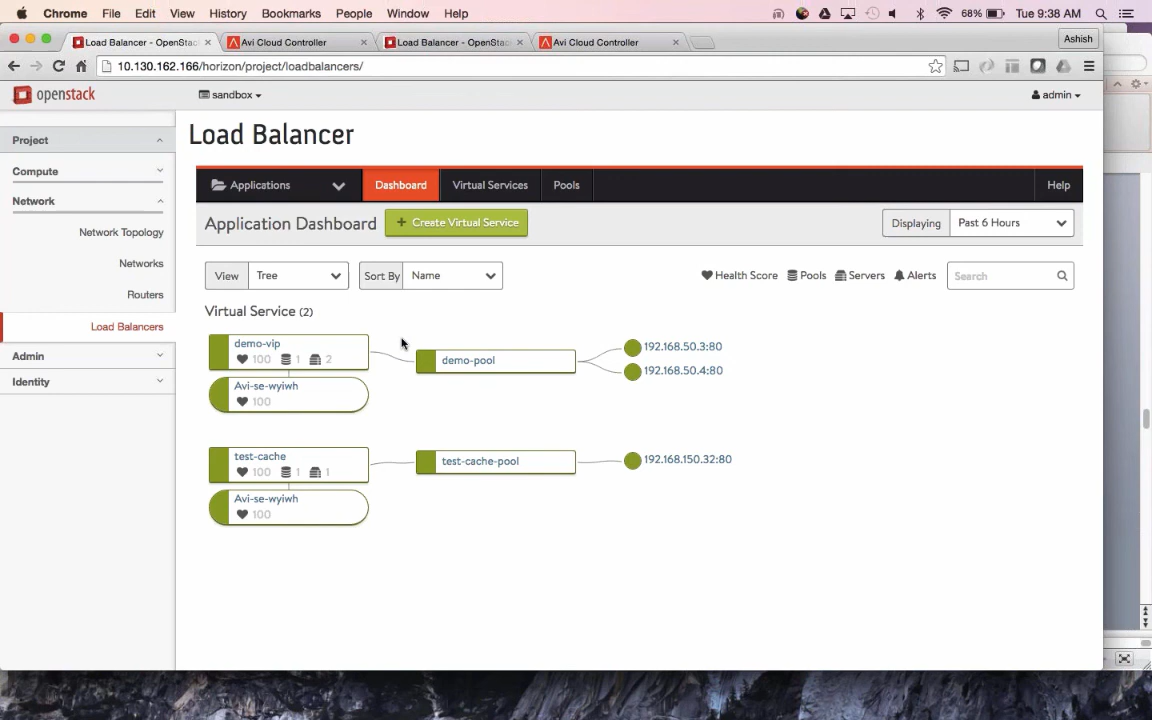 Chrome File Edit View History Bookmarks People Window Help 68% Tue 9:38 AM
Load Balancer - OpenStac Avi Cloud Controller Load Balancer - OpenStac Avi Cloud Controller Ashish
10.130.162.166/horizon/project/loadbalancers/
openstack sandbox admin
Project
Compute
Network
Network Topology
Networks
Routers
Load Balancers
Admin
Identity
Load Balancer
Applications Dashboard Virtual Services Pools Help
Application Dashboard + Create Virtual Service Displaying Past 6 Hours
View Tree Sort By Name Health Score Pools Servers Alerts Search
Virtual Service (2)
demo-vip
100 1 2
Avi-se-wyiwh
100
demo-pool
192.168.50.3:80
192.168.50.4:80
test-cache
100 1 1
Avi-se-wyiwh
100
test-cache-pool
192.168.150.32:80